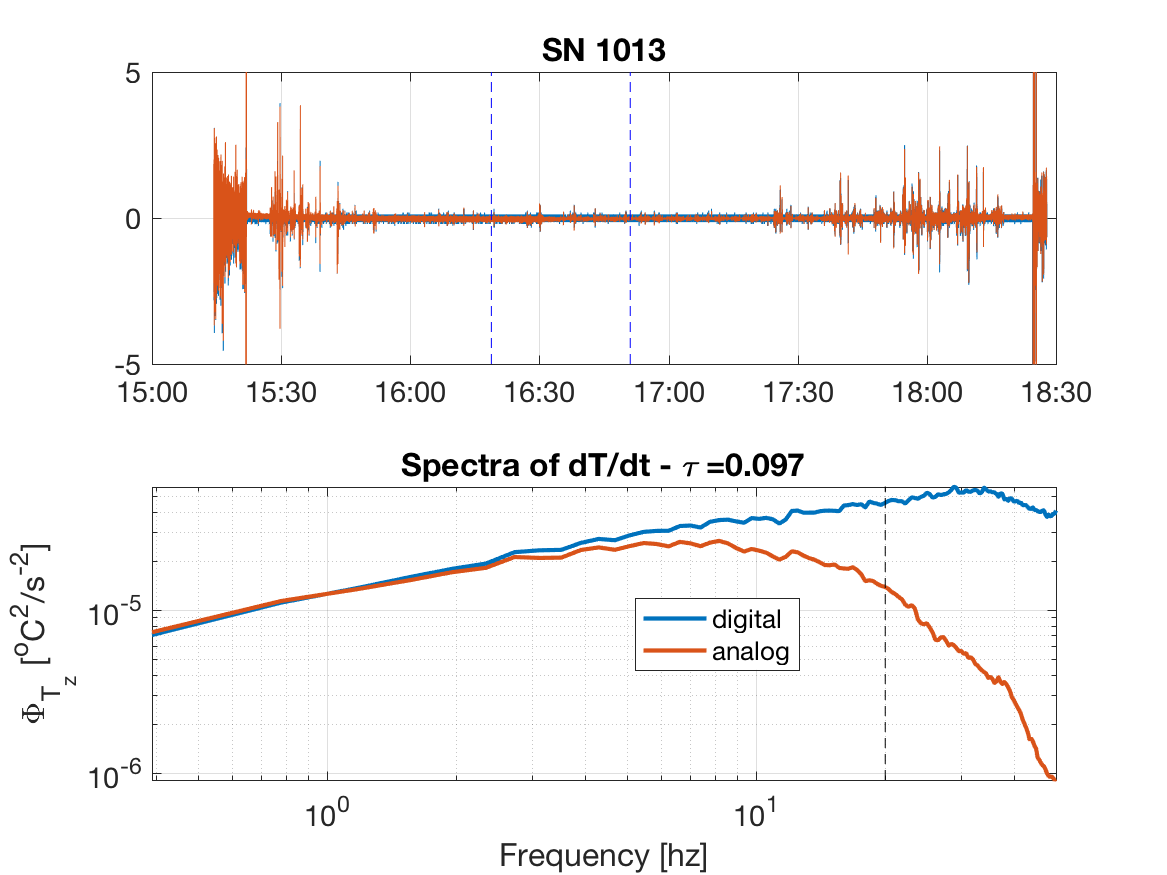 SN 1013
5
0
-5
15:00 15:30 16:00 16:30 17:00 17:30 18:00 18:30
Spectra of dT/dt - τ =0.097
Φ_{T_z} [°C²/s⁻²]
10⁻⁵
10⁻⁶
digital
analog
10⁰ 10¹
Frequency [hz]